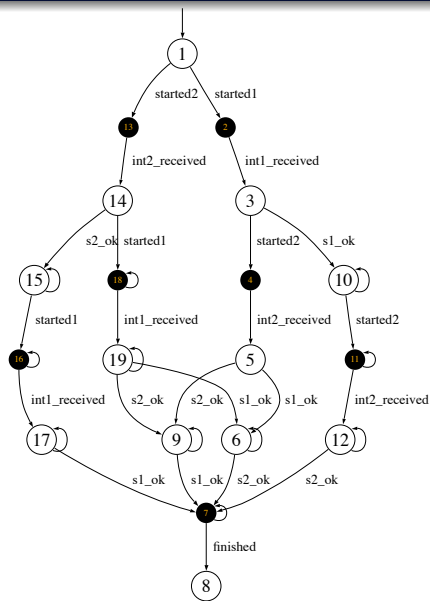 1
started2 started1
13 2
int2_received int1_received
14 3
s2_ok started1 started2 s1_ok
15 18 4 10
started1 int1_received int2_received started2
16 19 5 11
int1_received s2_ok s2_ok s1_ok s1_ok int2_received
17 9 6 12
s1_ok s1_ok s2_ok s2_ok
7
finished
8